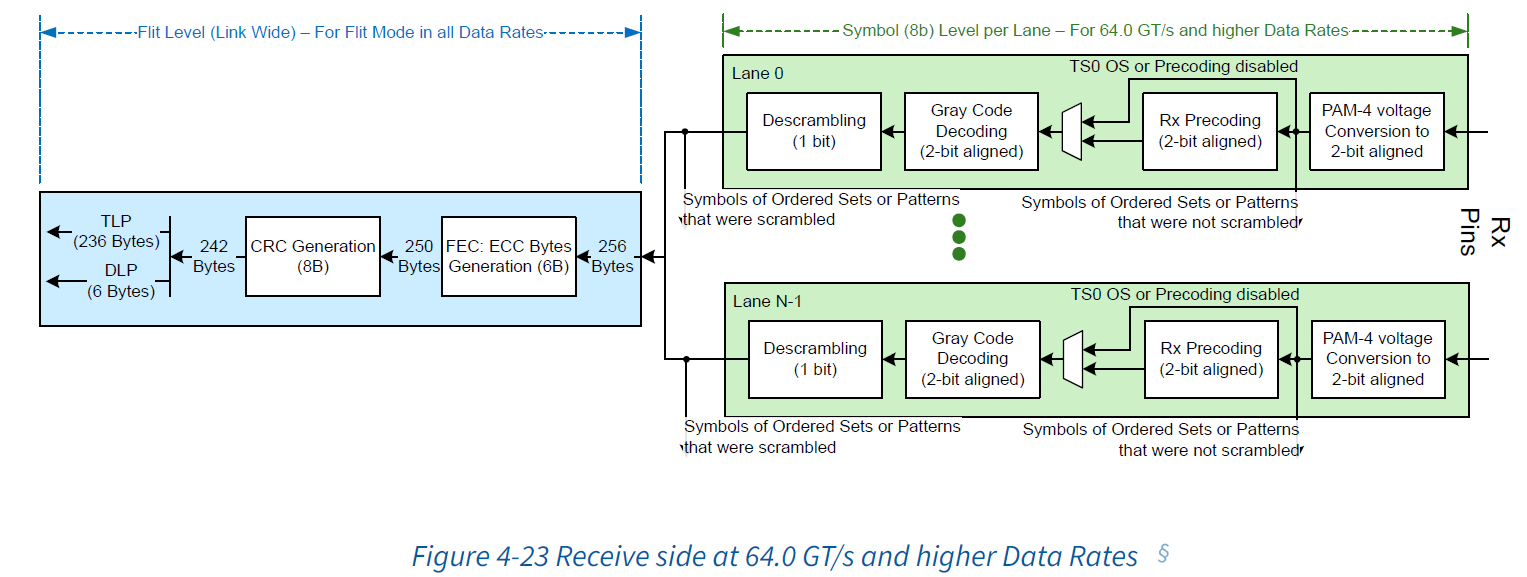 Flit Level (Link Wide) – For Flit Mode in all Data Rates
Symbol (8b) Level per Lane – For 64.0 GT/s and higher Data Rates
Lane 0
TS0 OS or Precoding disabled
Descrambling
(1 bit)
Gray Code
Decoding
(2-bit aligned)
Rx Precoding
(2-bit aligned)
PAM-4 voltage
Conversion to
2-bit aligned
Symbols of Ordered Sets or Patterns
that were scrambled
Symbols of Ordered Sets or Patterns
that were not scrambled
Rx
Pins
TLP
(236 Bytes)
DLP
(6 Bytes)
242
Bytes
CRC Generation
(8B)
250
Bytes
FEC: ECC Bytes
Generation (6B)
256
Bytes
Lane N-1
TS0 OS or Precoding disabled
Descrambling
(1 bit)
Gray Code
Decoding
(2-bit aligned)
Rx Precoding
(2-bit aligned)
PAM-4 voltage
Conversion to
2-bit aligned
Symbols of Ordered Sets or Patterns
that were scrambled
Symbols of Ordered Sets or Patterns
that were not scrambled
Figure 4-23 Receive side at 64.0 GT/s and higher Data Rates §